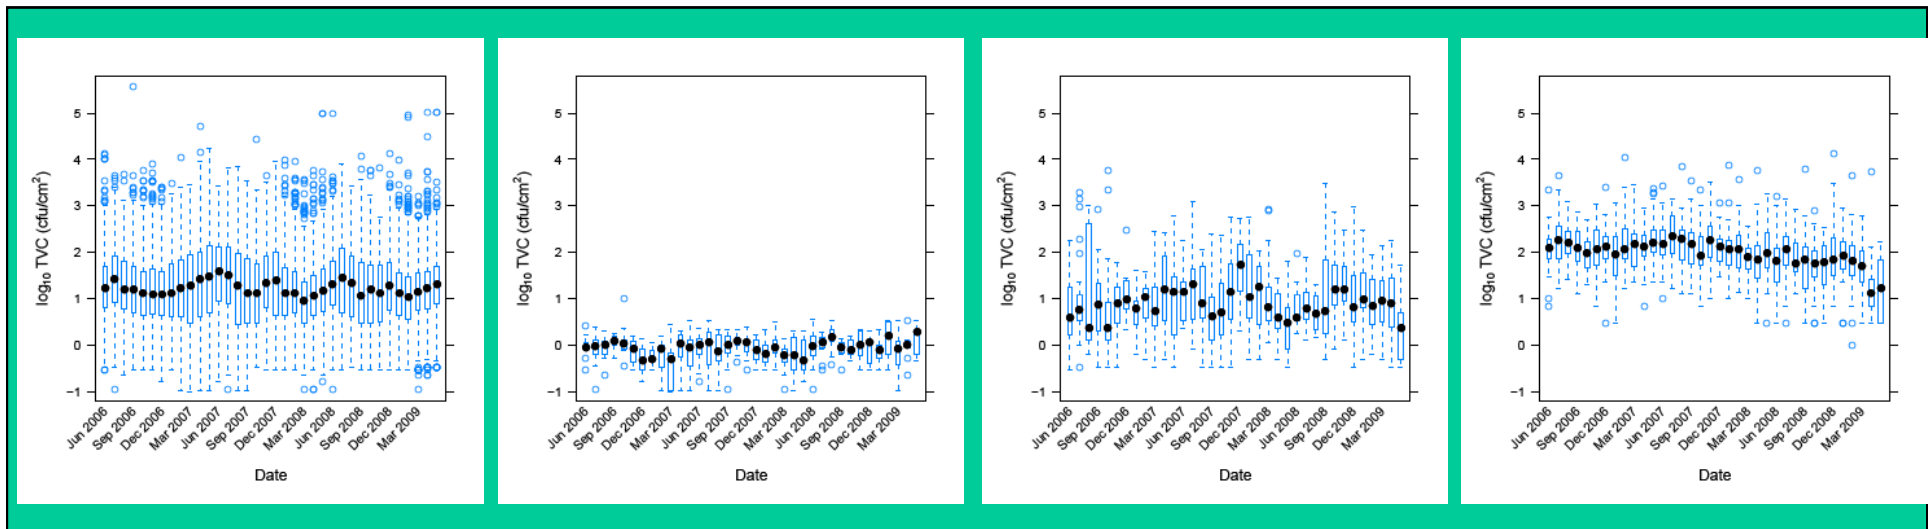 5
4
3
2
1
0
−1
log₁₀ TVC (cfu/cm²)
Jun 2006
Sep 2006
Dec 2006
Mar 2007
Jun 2007
Sep 2007
Dec 2007
Mar 2008
Jun 2008
Sep 2008
Dec 2008
Mar 2009
Date
5
4
3
2
1
0
−1
log₁₀ TVC (cfu/cm²)
Jun 2006
Sep 2006
Dec 2006
Mar 2007
Jun 2007
Sep 2007
Dec 2007
Mar 2008
Jun 2008
Sep 2008
Dec 2008
Mar 2009
Date
5
4
3
2
1
0
−1
log₁₀ TVC (cfu/cm²)
Jun 2006
Sep 2006
Dec 2006
Mar 2007
Jun 2007
Sep 2007
Dec 2007
Mar 2008
Jun 2008
Sep 2008
Dec 2008
Mar 2009
Date
5
4
3
2
1
0
−1
log₁₀ TVC (cfu/cm²)
Jun 2006
Sep 2006
Dec 2006
Mar 2007
Jun 2007
Sep 2007
Dec 2007
Mar 2008
Jun 2008
Sep 2008
Dec 2008
Mar 2009
Date